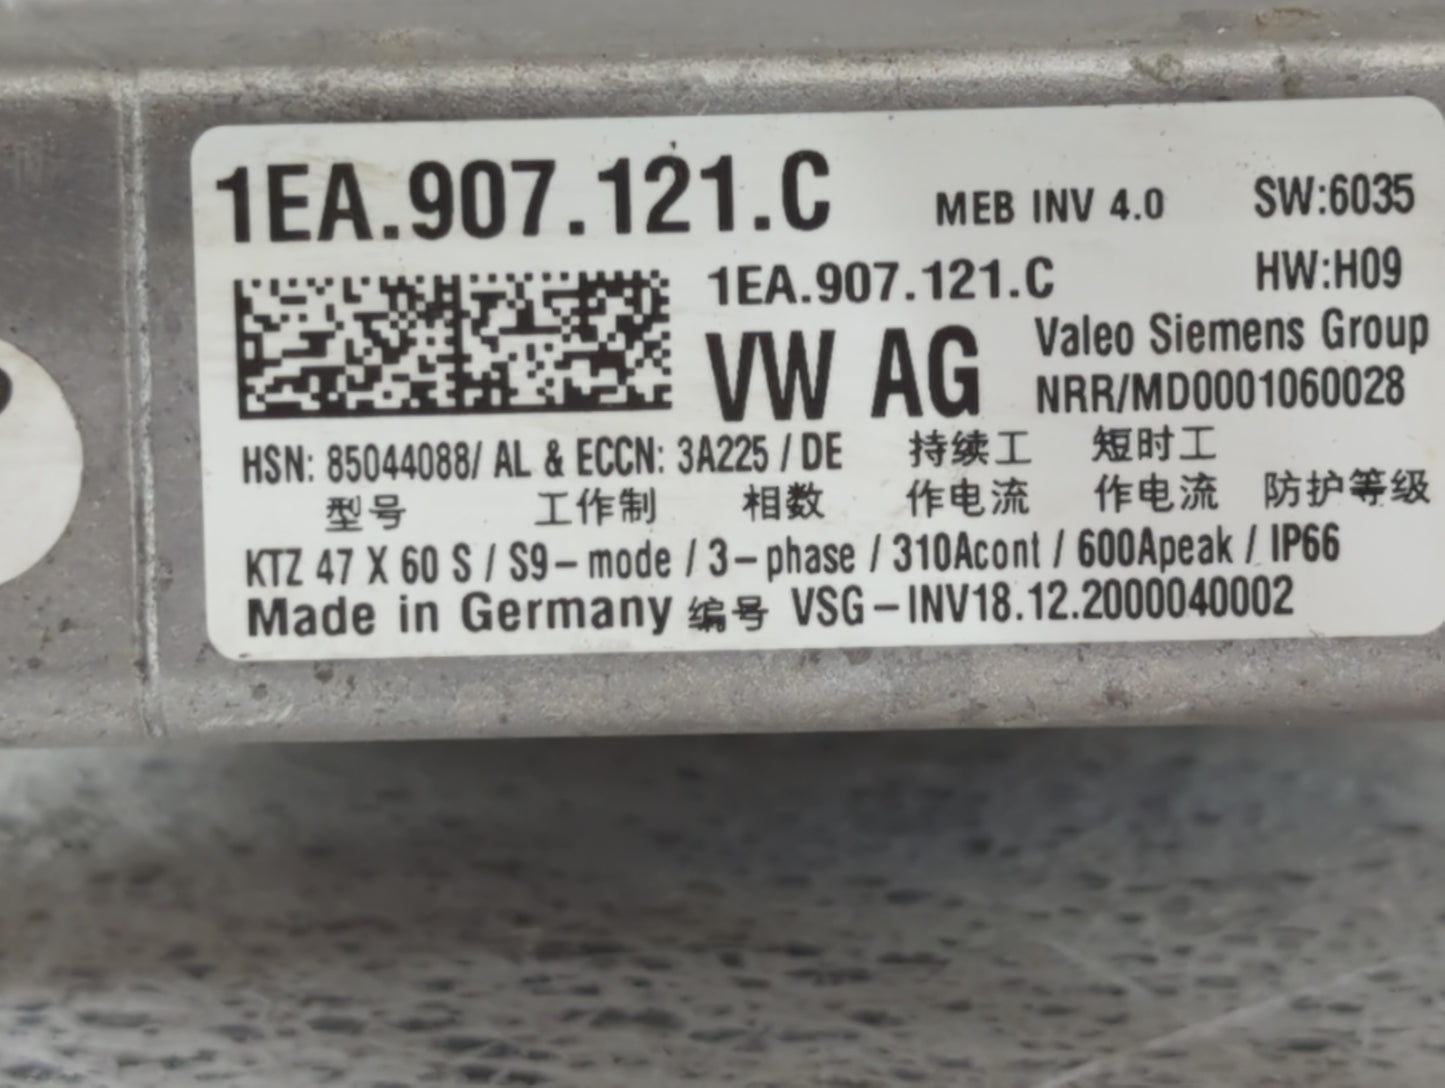 1EA.907.121.C MEB INV 4.0 SW:6035
1EA.907.121.C HW:H09
VW AG Valeo Siemens Group
NRR/MD0001060028
HSN: 85044088/ AL & ECCN: 3A225 / DE 持续工 短时工
型号 工作制 相数 作电流 作电流 防护等级
KTZ 47 X 60 S / S9-mode / 3-phase / 310Acont / 600Apeak / IP66
Made in Germany 编号 VSG-INV18.12.2000040002